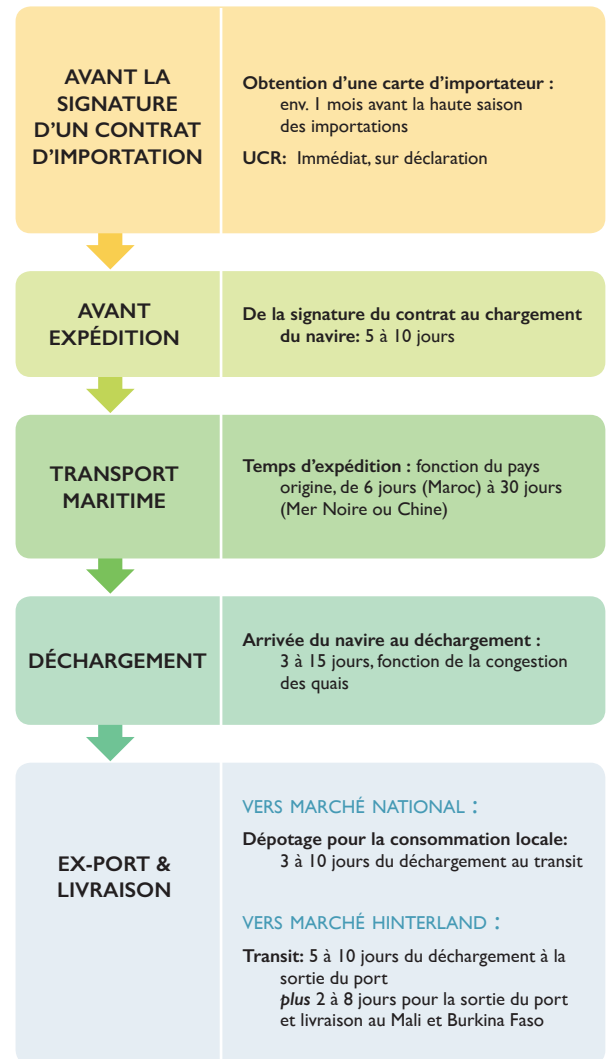 AVANT LA
SIGNATURE
D'UN CONTRAT
D'IMPORTATION
Obtention d'une carte d'importateur :
env. 1 mois avant la haute saison
des importations
UCR: Immédiat, sur déclaration
AVANT
EXPÉDITION
De la signature du contrat au chargement
du navire: 5 à 10 jours
TRANSPORT
MARITIME
Temps d'expédition : fonction du pays
origine, de 6 jours (Maroc) à 30 jours
(Mer Noire ou Chine)
DÉCHARGEMENT
Arrivée du navire au déchargement :
3 à 15 jours, fonction de la congestion
des quais
EX-PORT &
LIVRAISON
VERS MARCHÉ NATIONAL :
Dépotage pour la consommation locale:
3 à 10 jours du déchargement au transit
VERS MARCHÉ HINTERLAND :
Transit: 5 à 10 jours du déchargement à la
sortie du port
plus 2 à 8 jours pour la sortie du port
et livraison au Mali et Burkina Faso